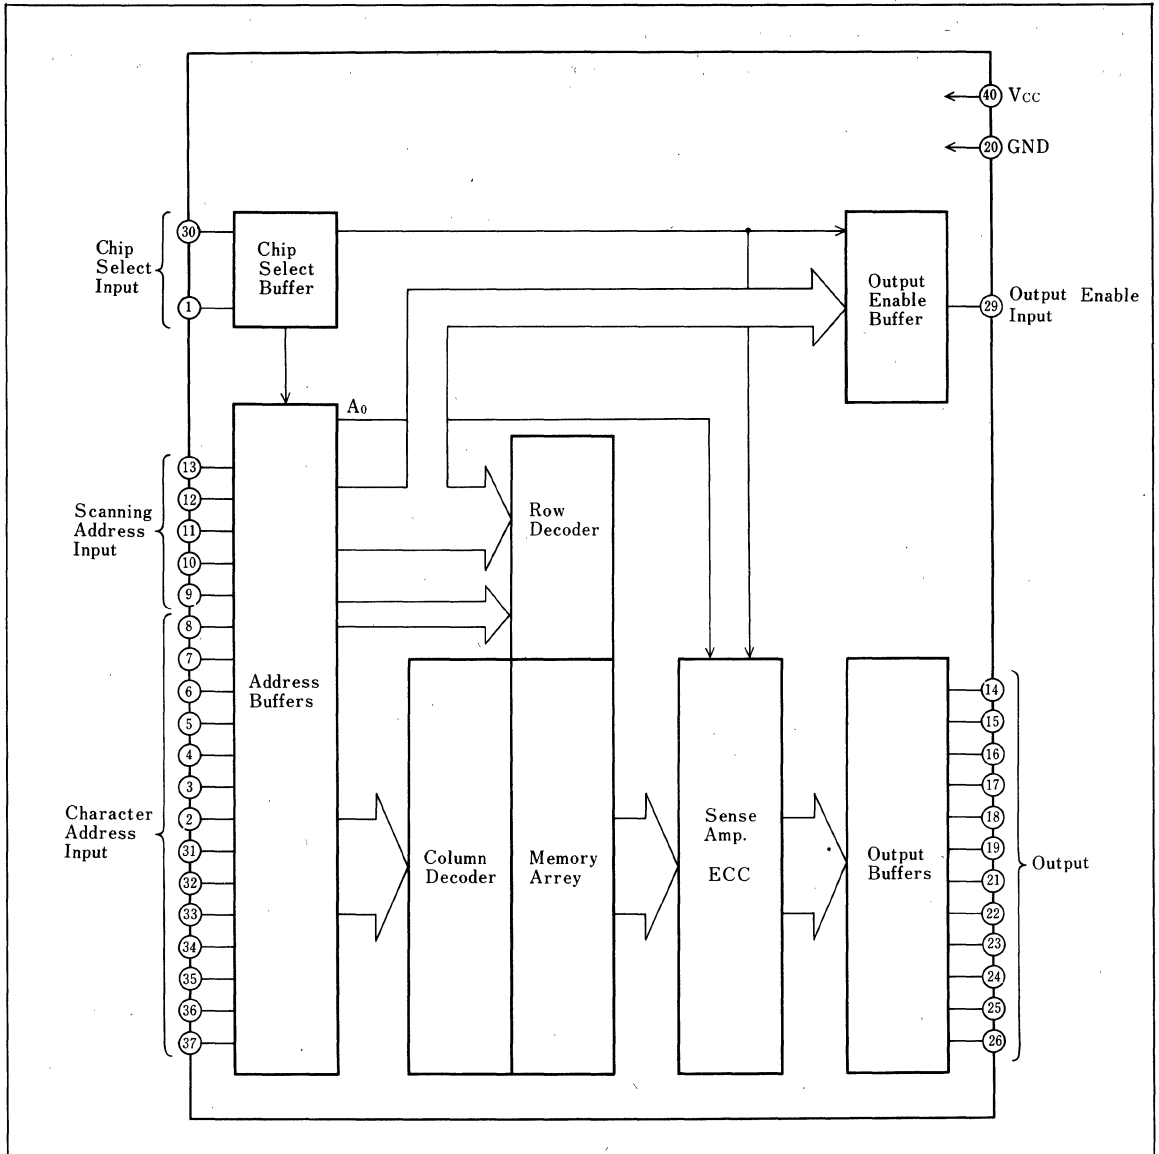 40 VCC
20 GND
30
Chip
Select
Input
1
Chip
Select
Buffer
Output
Enable
Buffer
29
Output Enable
Input
A0
13
12
11
10
9
Scanning
Address
Input
8
7
6
5
4
3
2
31
32
33
34
35
36
37
Character
Address
Input
Address
Buffers
Row
Decoder
Column
Decoder
Memory
Arrey
Sense
Amp.
ECC
Output
Buffers
14
15
16
17
18
19
21
22
23
24
25
26
Output